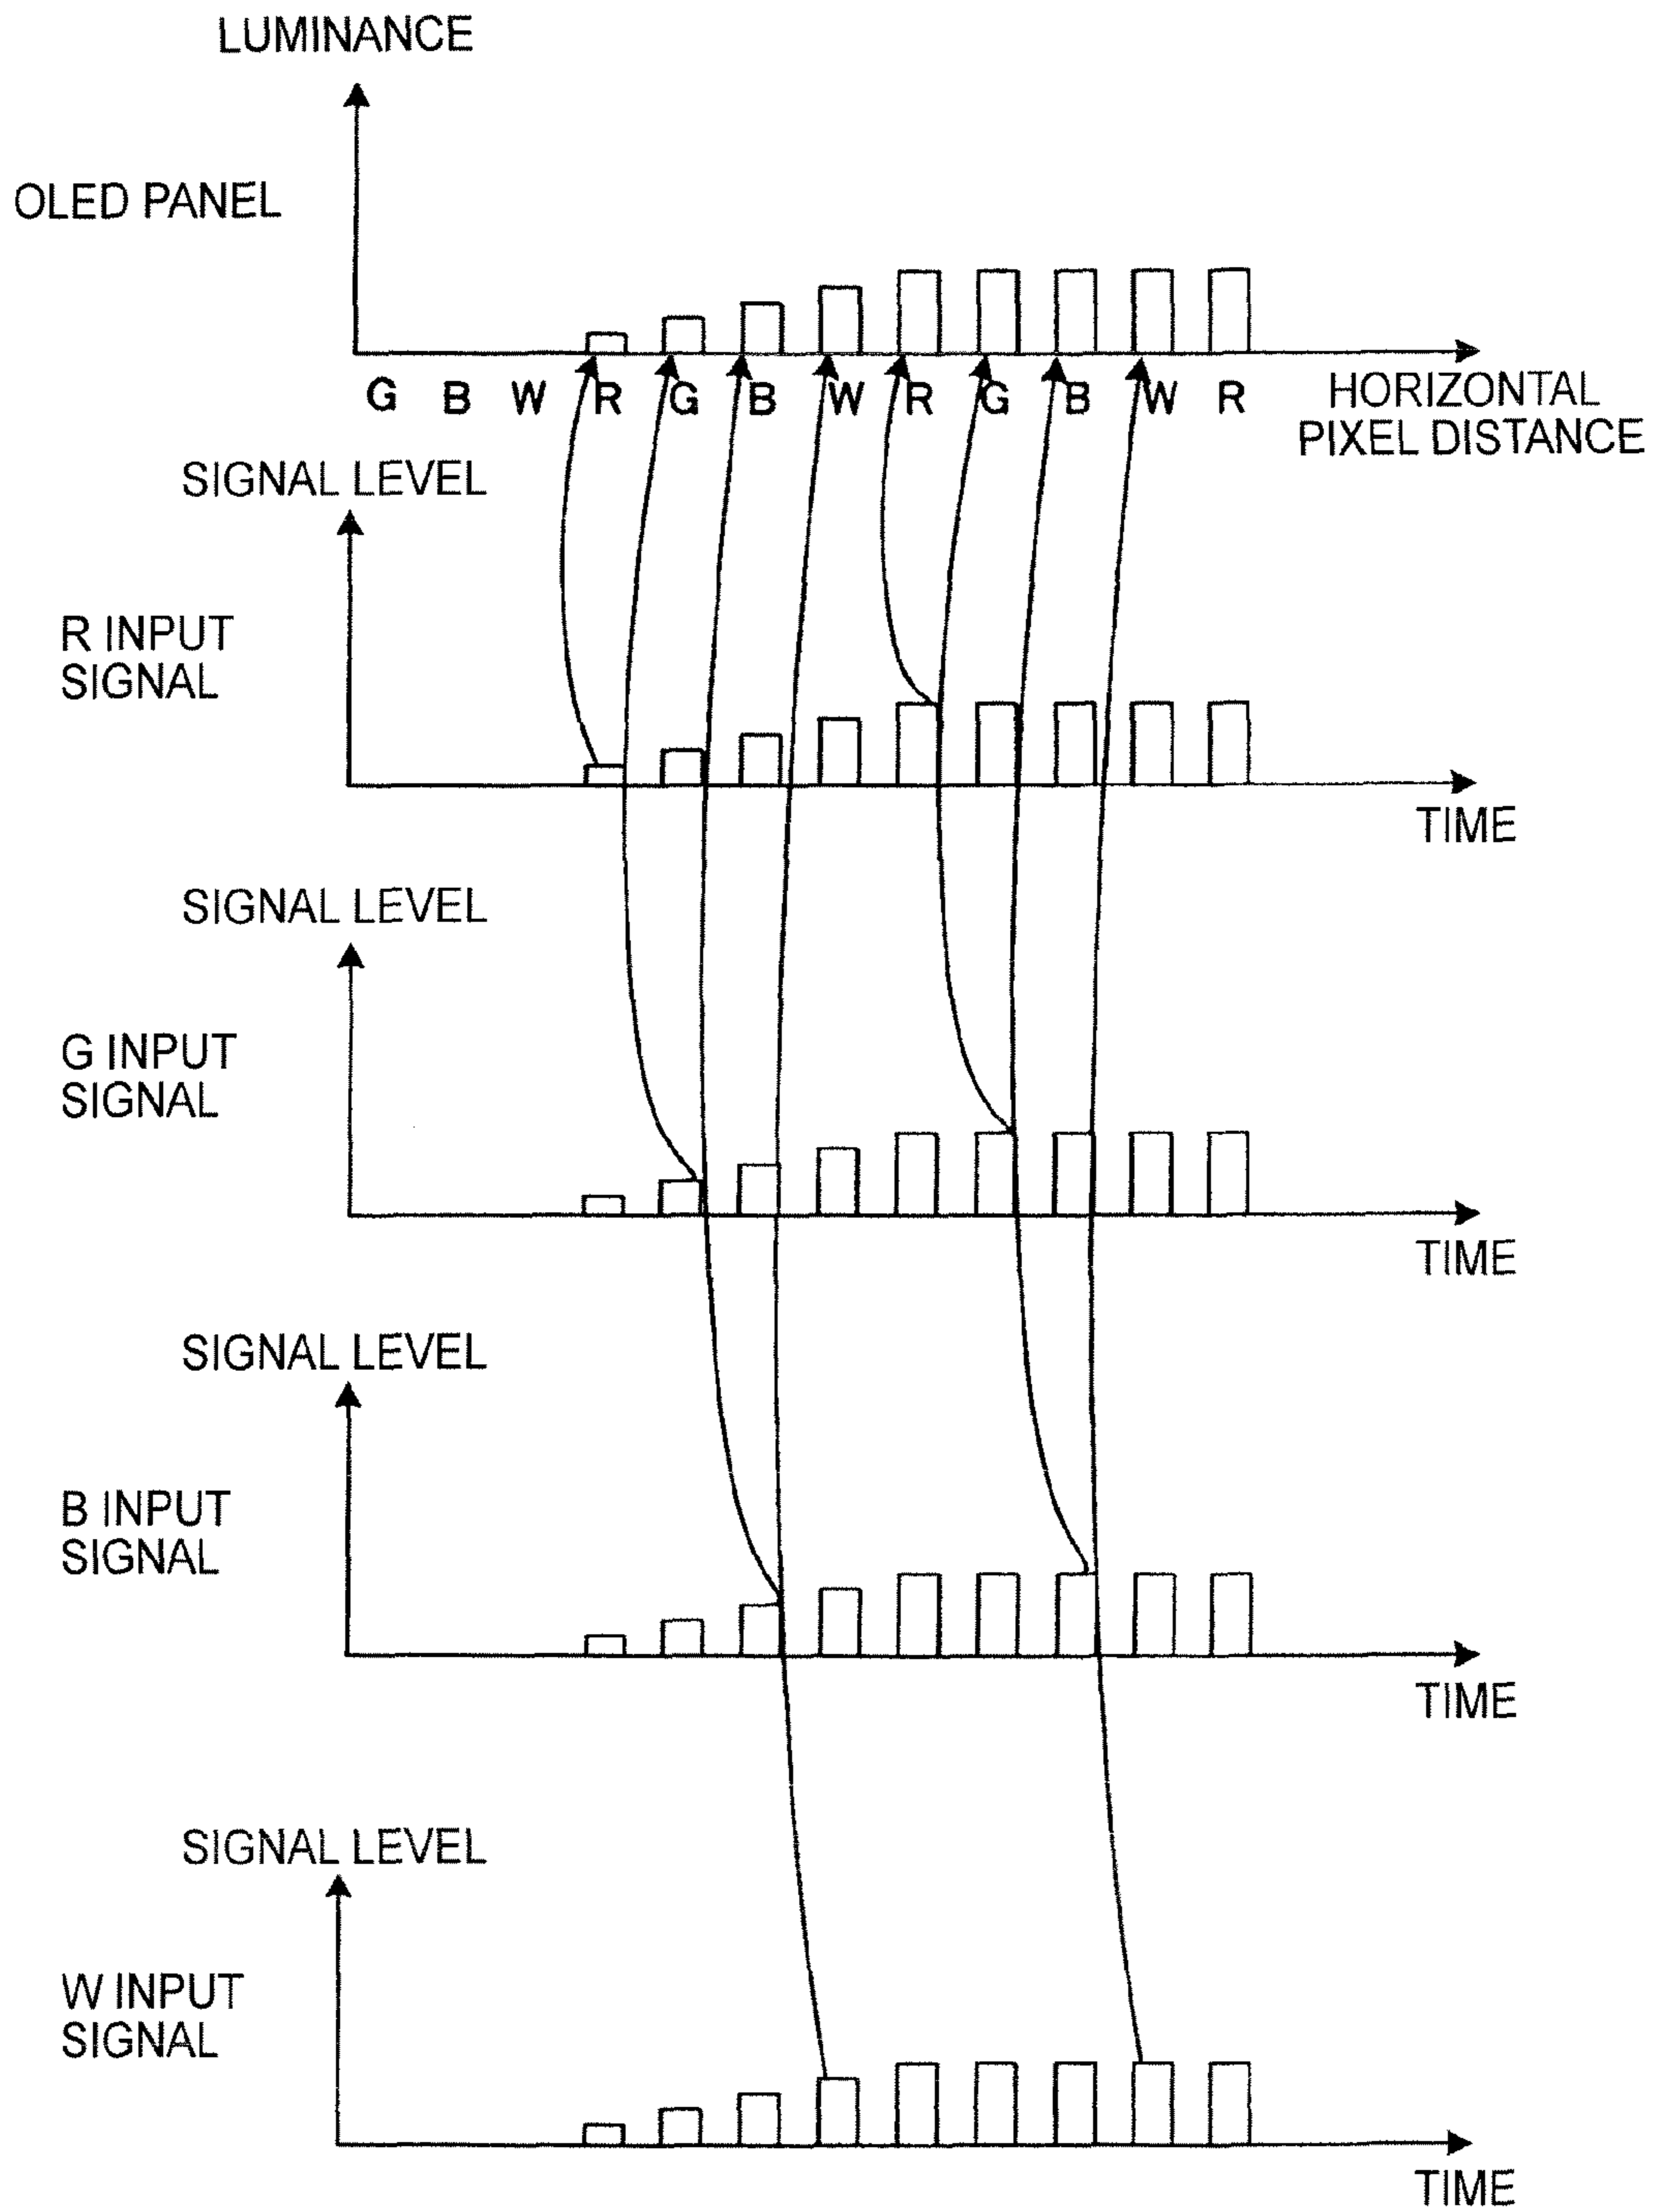 LUMINANCE
OLED PANEL
G B W R G B W R G B W R
HORIZONTAL
PIXEL DISTANCE
SIGNAL LEVEL
R INPUT
SIGNAL
TIME
SIGNAL LEVEL
G INPUT
SIGNAL
TIME
SIGNAL LEVEL
B INPUT
SIGNAL
TIME
SIGNAL LEVEL
W INPUT
SIGNAL
TIME